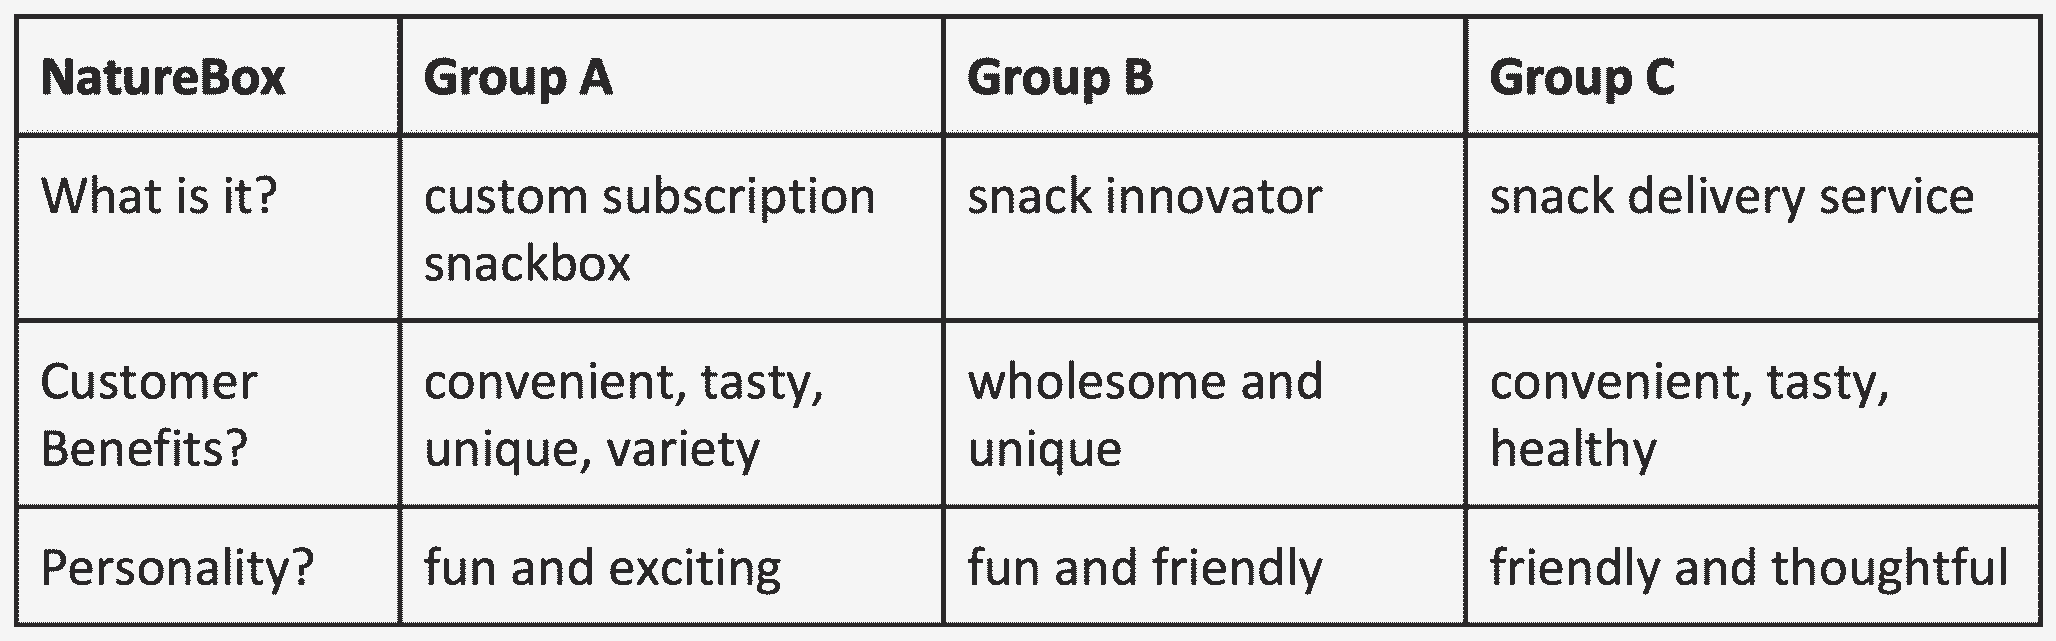 NatureBox Group A Group B Group C
What is it? custom subscription snack innovator snack delivery service
snackbox
Customer convenient, tasty, wholesome and convenient, tasty,
Benefits? unique, variety unique healthy
Personality? fun and exciting fun and friendly friendly and thoughtful